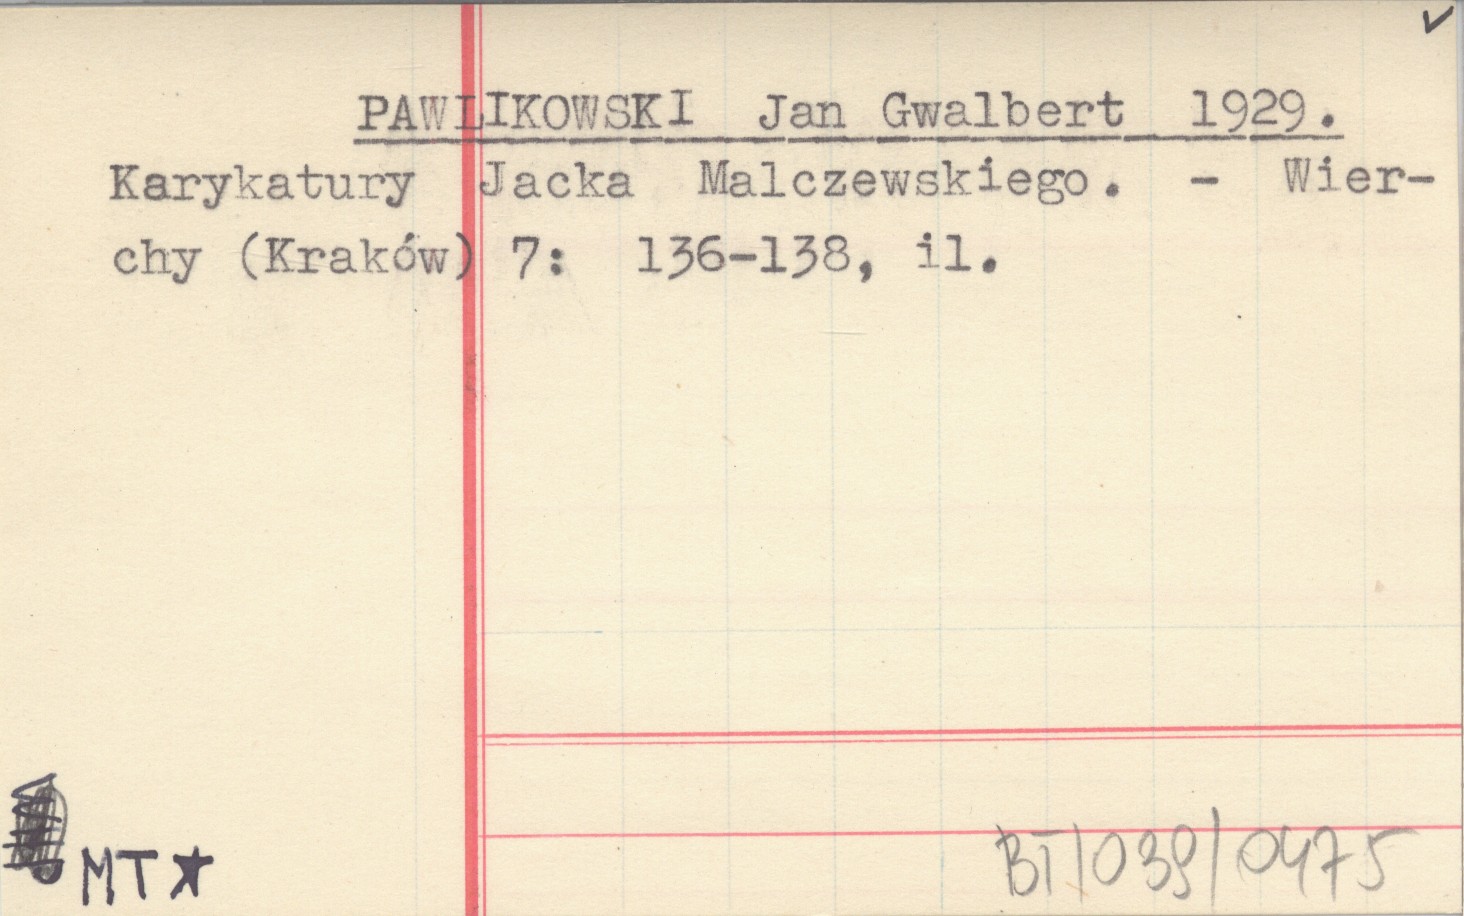 PAWLIKOWSKI Jan Gwalbert 1929.
Karykatury Jacka Malczewskiego. - Wier-
chy (Kraków) 7: 136-138, il.
MT★
BT/039/0475